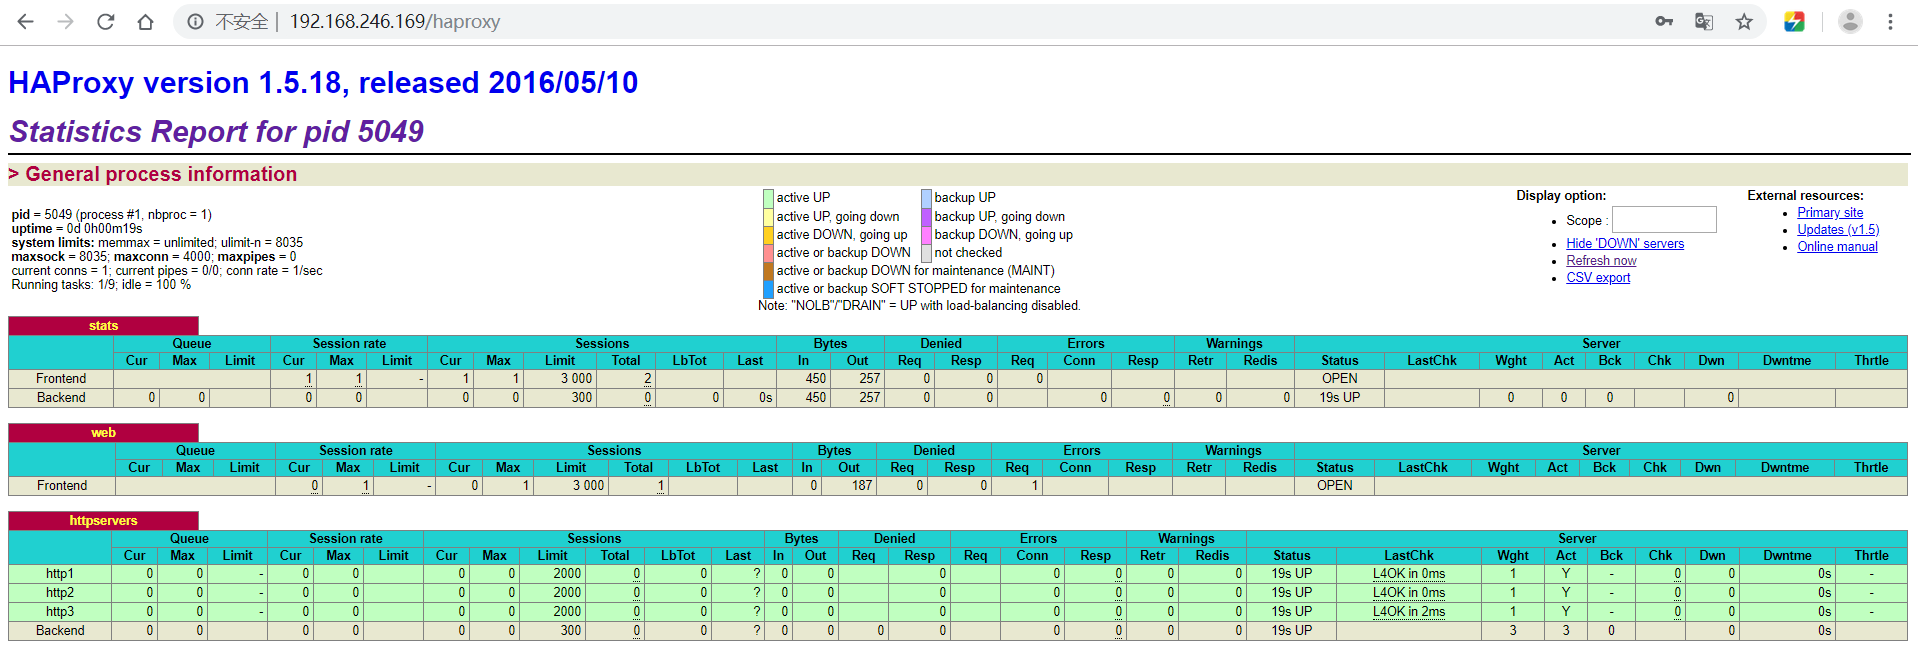 不安全 | 192.168.246.169/haproxy
HAProxy version 1.5.18, released 2016/05/10
Statistics Report for pid 5049
> General process information
pid = 5049 (process #1, nbproc = 1)
uptime = 0d 0h00m19s
system limits: memmax = unlimited; ulimit-n = 8035
maxsock = 8035; maxconn = 4000; maxpipes = 0
current conns = 1; current pipes = 0/0; conn rate = 1/sec
Running tasks: 1/9; idle = 100 %
active UP backup UP
active UP, going down backup UP, going down
active DOWN, going up backup DOWN, going up
active or backup DOWN not checked
active or backup DOWN for maintenance (MAINT)
active or backup SOFT STOPPED for maintenance
Note: "NOLB"/"DRAIN" = UP with load-balancing disabled.
Display option:
Scope :
Hide 'DOWN' servers
Refresh now
CSV export
External resources:
Primary site
Updates (v1.5)
Online manual
stats
Queue Session rate Sessions Bytes Denied Errors Warnings Server
Cur Max Limit Cur Max Limit Cur Max Limit Total LbTot Last In Out Req Resp Req Conn Resp Retr Redis Status LastChk Wght Act Bck Chk Dwn Dwntme Thrtle
Frontend 1 1 - 1 1 3 000 2 450 257 0 0 0 OPEN
Backend 0 0 0 0 0 0 300 0 0 0s 450 257 0 0 0 0 0 0 19s UP 0 0 0 0
web
Queue Session rate Sessions Bytes Denied Errors Warnings Server
Cur Max Limit Cur Max Limit Cur Max Limit Total LbTot Last In Out Req Resp Req Conn Resp Retr Redis Status LastChk Wght Act Bck Chk Dwn Dwntme Thrtle
Frontend 0 1 - 0 1 3 000 1 0 187 0 0 1 OPEN
httpservers
Queue Session rate Sessions Bytes Denied Errors Warnings Server
Cur Max Limit Cur Max Limit Cur Max Limit Total LbTot Last In Out Req Resp Req Conn Resp Retr Redis Status LastChk Wght Act Bck Chk Dwn Dwntme Thrtle
http1 0 0 - 0 0 0 0 2000 0 0 ? 0 0 0 0 0 0 0 19s UP L4OK in 0ms 1 Y - 0 0 0s -
http2 0 0 - 0 0 0 0 2000 0 0 ? 0 0 0 0 0 0 0 19s UP L4OK in 0ms 1 Y - 0 0 0s -
http3 0 0 - 0 0 0 0 2000 0 0 ? 0 0 0 0 0 0 0 19s UP L4OK in 2ms 1 Y - 0 0 0s -
Backend 0 0 0 0 0 0 300 0 0 ? 0 0 0 0 0 0 0 0 19s UP 3 3 0 0 0s